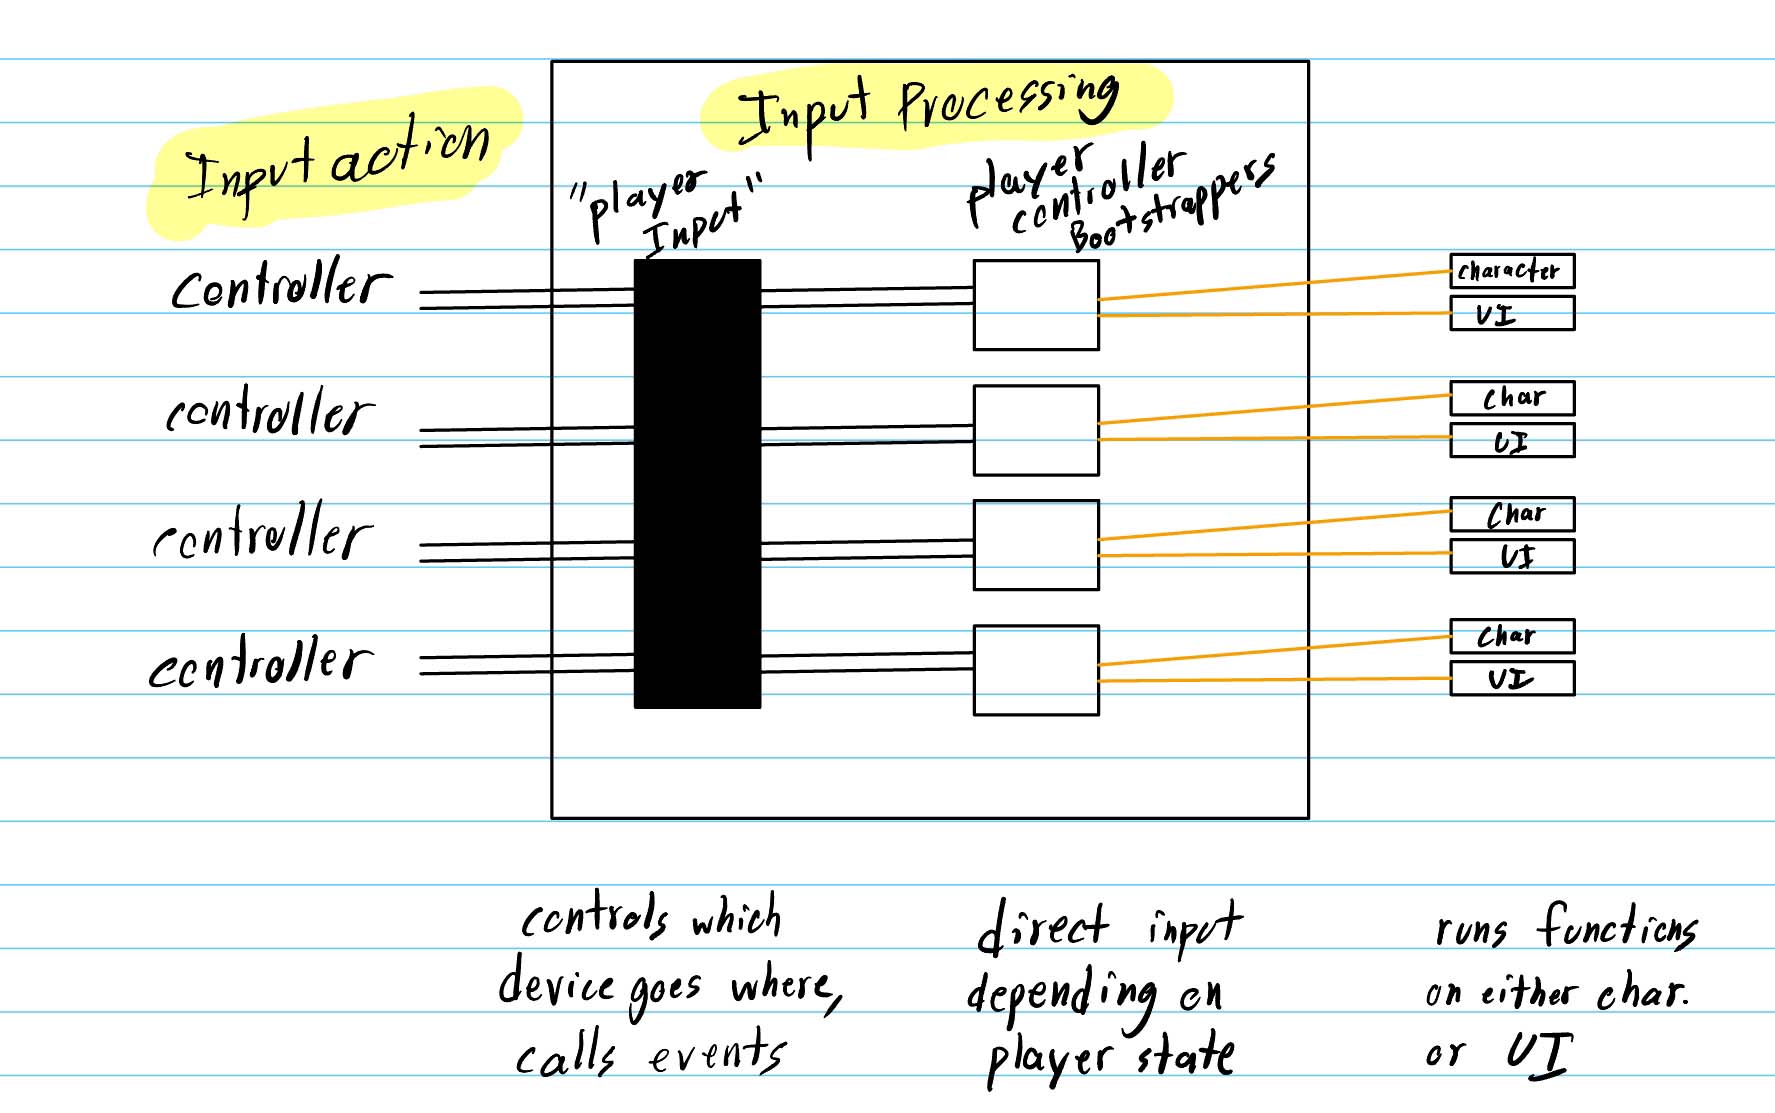 Input action
Input Processing
"player
Input"
player
controller
Bootstrappers
Controller
character
UI
controller
char
UI
controller
Char
UI
controller
Char
UI
controls which
device goes where,
calls events
direct input
depending on
player state
runs functions
on either char.
or UI